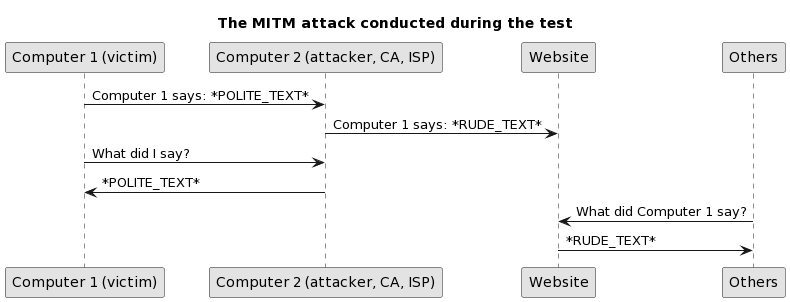 The MITM attack conducted during the test
Computer 1 (victim)
Computer 2 (attacker, CA, ISP)
Website
Others
Computer 1 says: *POLITE_TEXT*
Computer 1 says: *RUDE_TEXT*
What did I say?
*POLITE_TEXT*
What did Computer 1 say?
*RUDE_TEXT*
Computer 1 (victim)
Computer 2 (attacker, CA, ISP)
Website
Others